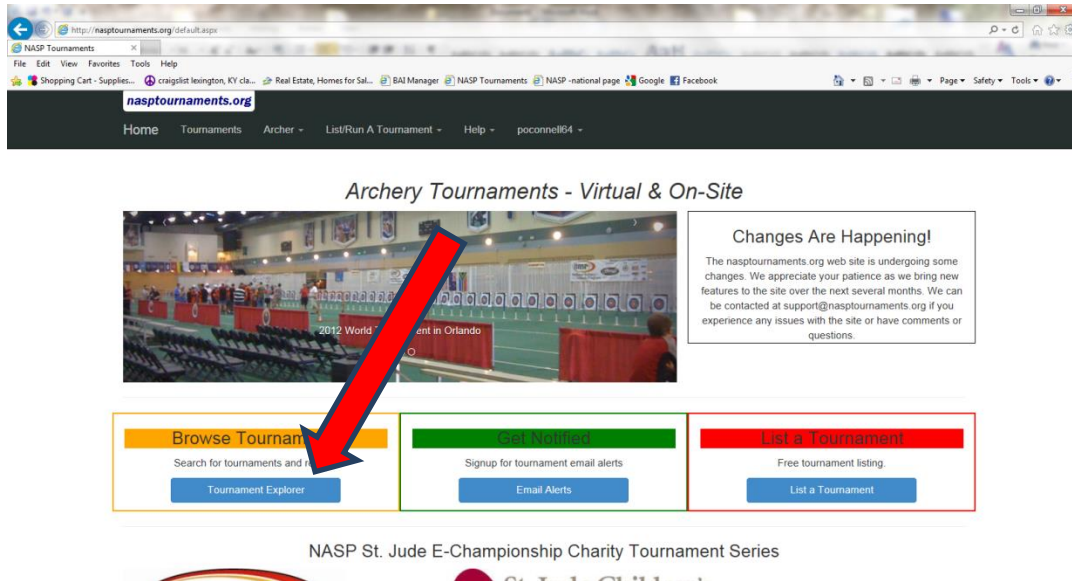 http://nasptournaments.org/default.aspx
NASP Tournaments
File Edit View Favorites Tools Help
Shopping Cart - Supplies... craigslist lexington, KY cla... Real Estate, Homes for Sal... BAI Manager NASP Tournaments NASP -national page Google Facebook Page Safety Tools
nasptournaments.org
Home Tournaments Archer List/Run A Tournament Help poconnell64
Archery Tournaments - Virtual & On-Site
2012 World in Orlando
Changes Are Happening!
The nasptournaments.org web site is undergoing some
changes. We appreciate your patience as we bring new
features to the site over the next several months. We can
be contacted at support@nasptournaments.org if you
experience any issues with the site or have comments or
questions.
Browse Tournam
Search for tournaments and
Tournament Explorer
Get Notified
Signup for tournament email alerts
Email Alerts
List a Tournament
Free tournament listing.
List a Tournament
NASP St. Jude E-Championship Charity Tournament Series